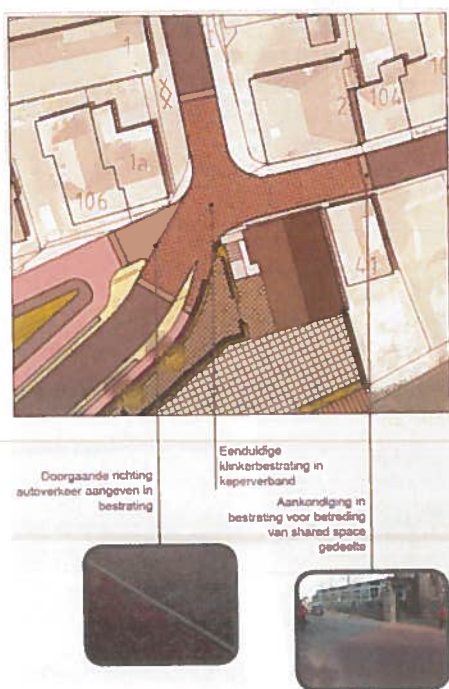 1
1a
106
2
104
10
41
Doorgaande richting
autoverkeer aangeven in
bestrating
Eenduidige
klinkerbestrating in
keperverband
Aankondiging in
bestrating voor betreding
van shared space
gedeelte